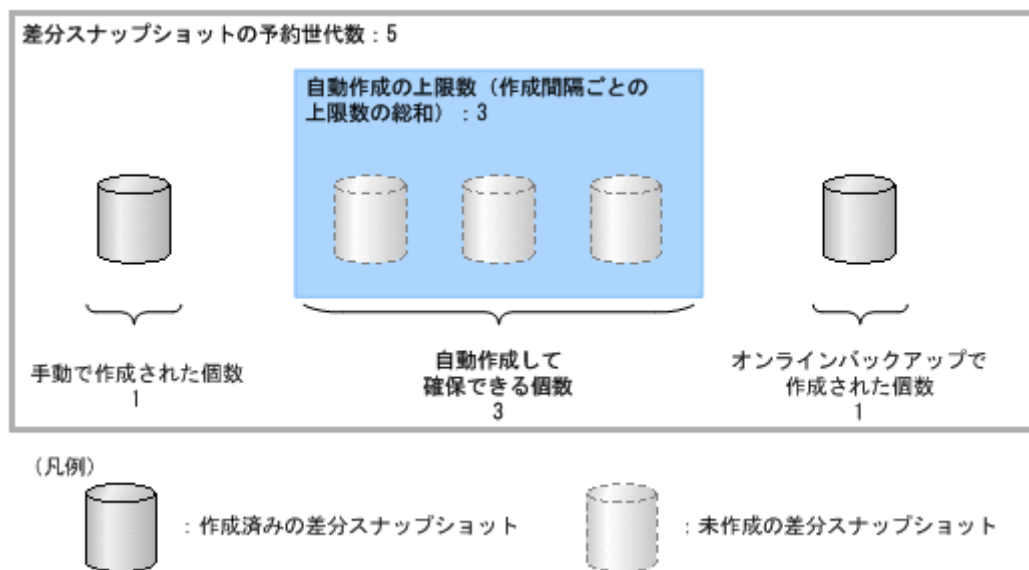 差分スナップショットの予約世代数：5
自動作成の上限数（作成間隔ごとの
上限数の総和）：3
手動で作成された個数
1
自動作成して
確保できる個数
3
オンラインバックアップで
作成された個数
1
（凡例）
：作成済みの差分スナップショット
：未作成の差分スナップショット